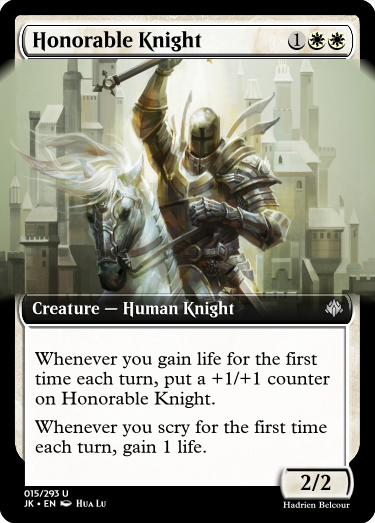 Honorable Knight 1
Creature — Human Knight
Whenever you gain life for the first
time each turn, put a +1/+1 counter
on Honorable Knight.
Whenever you scry for the first time
each turn, gain 1 life.
2/2
015/293 U
JK • EN Hua Lu
Hadrien Belcour